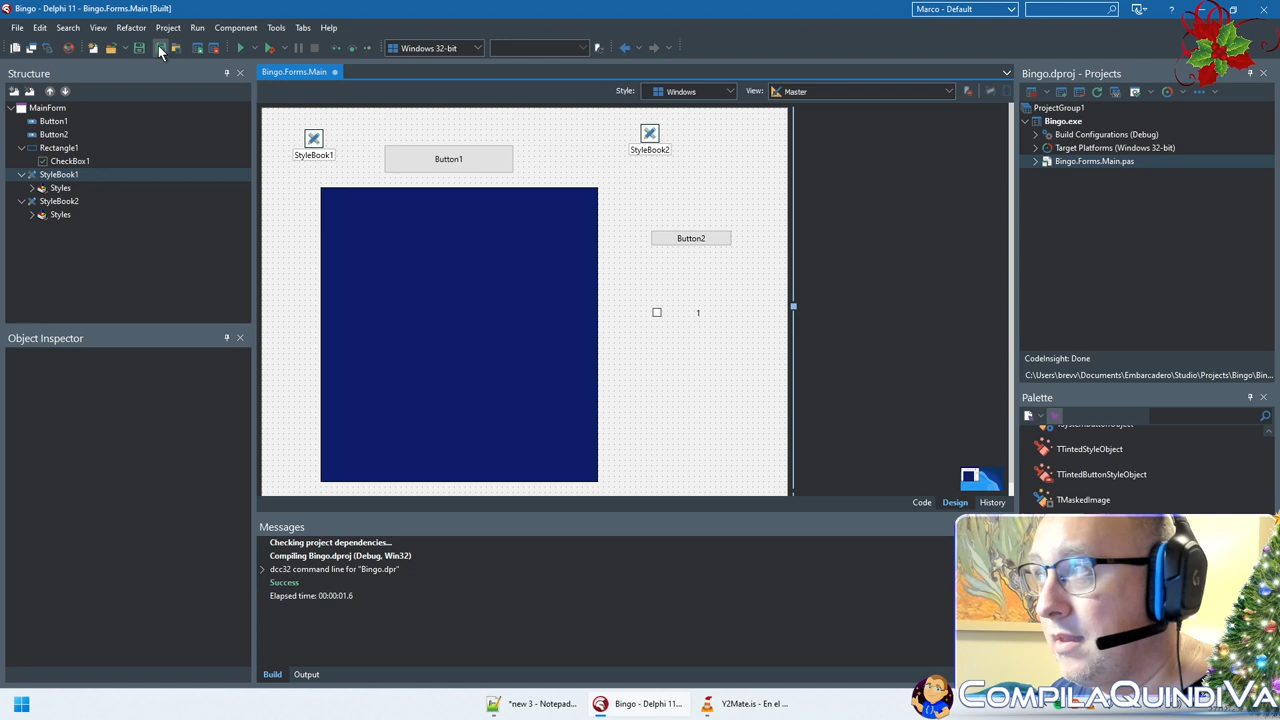 Bingo - Delphi 11 - Bingo.Forms.Main [Built]
Marco - Default
File Edit Search View Refactor Project Run Component Tools Tabs Help
Windows 32-bit
Structure
Bingo.Forms.Main
Bingo.dproj - Projects
Style: Windows View: Master
MainForm
Button1
Button2
Rectangle1
CheckBox1
StyleBook1
Styles
StyleBook2
Styles
Object Inspector
StyleBook1
Button1
StyleBook2
Button2
1
ProjectGroup1
Bingo.exe
Build Configurations (Debug)
Target Platforms (Windows 32-bit)
Bingo.Forms.Main.pas
CodeInsight: Done
C:\Users\brevv\Documents\Embarcadero\Studio\Projects\Bingo\Bin...
Palette
TSystemButtonObject
TTintedStyleObject
TTintedButtonStyleObject
TMaskedImage
Code Design History
Messages
Checking project dependencies...
Compiling Bingo.dproj (Debug, Win32)
dcc32 command line for "Bingo.dpr"
Success
Elapsed time: 00:00:01.6
Build Output
*new 3 - Notepad...
Bingo - Delphi 11...
Y2Mate.is - En el ...
CompilaQuindiVa